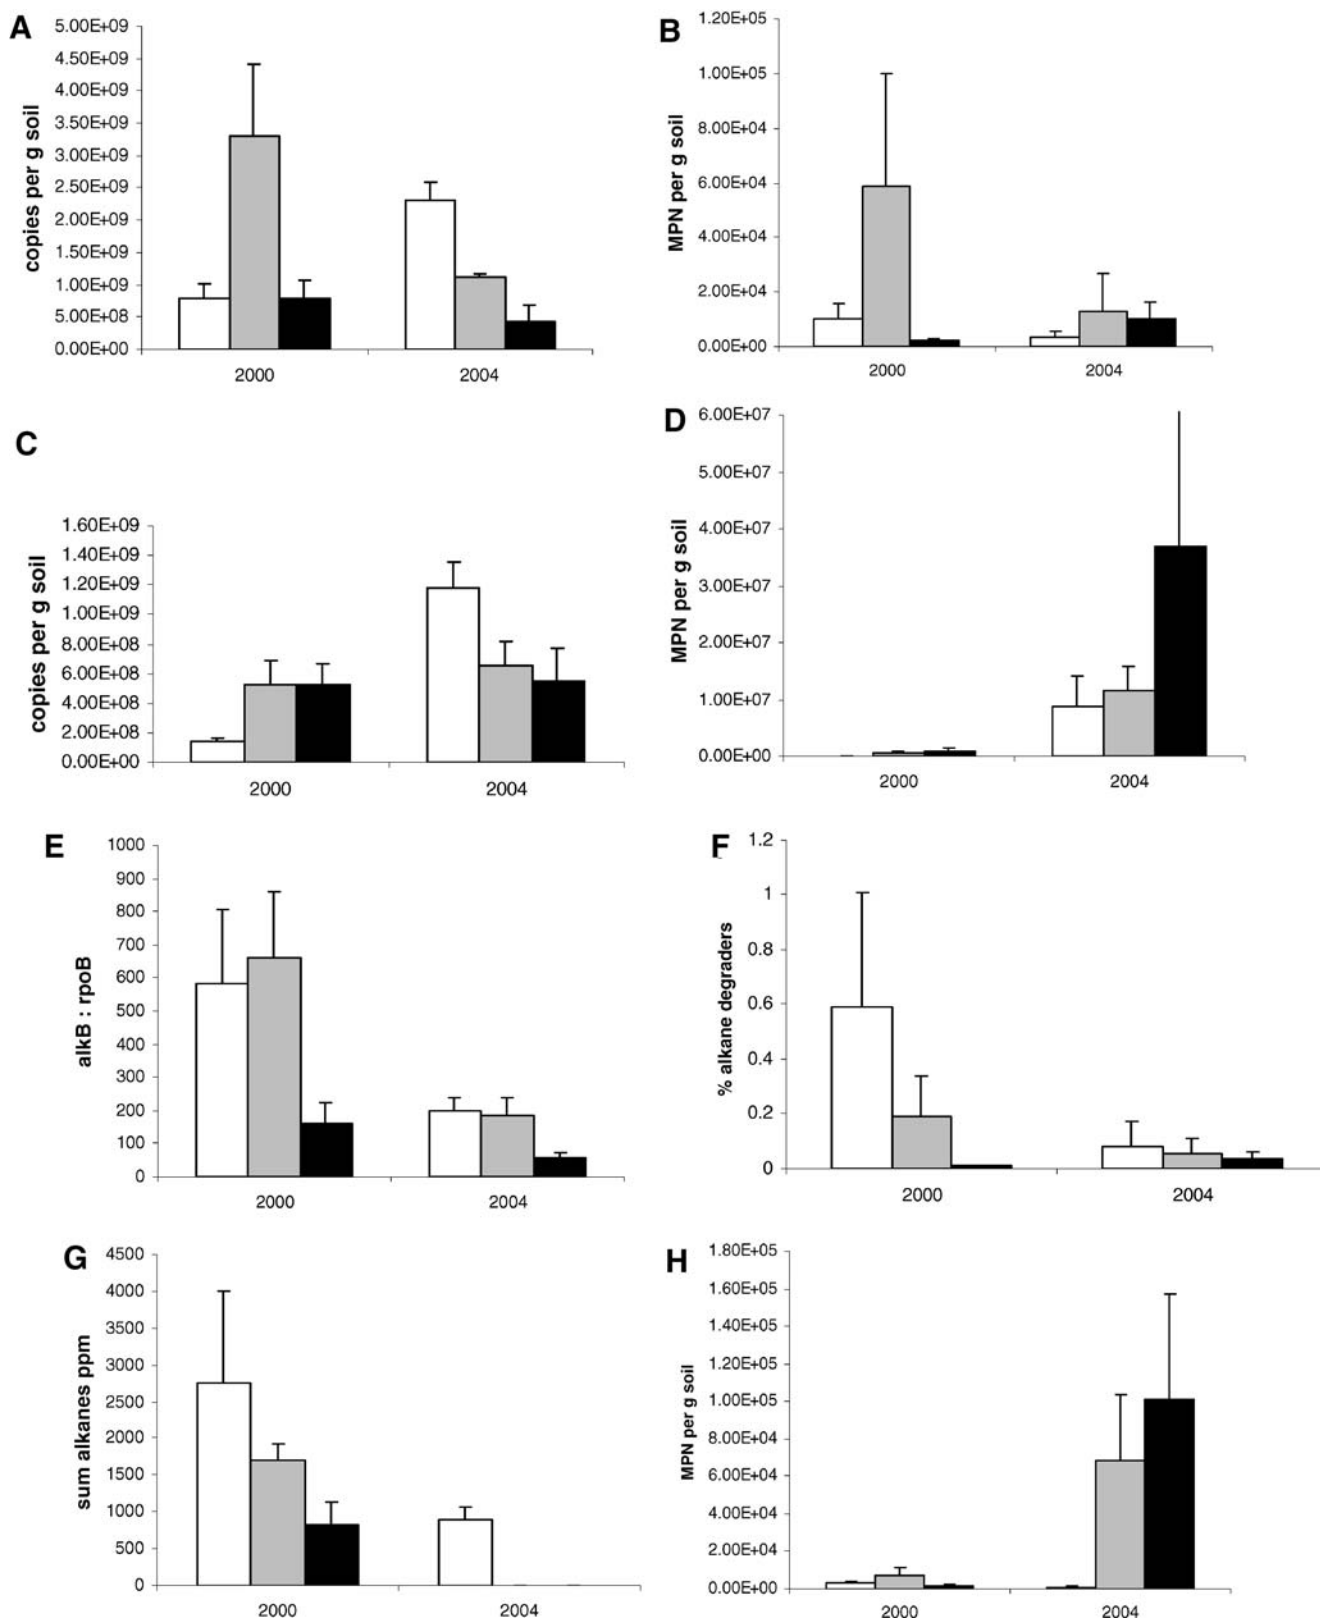 A
copies per g soil
5.00E+09
4.50E+09
4.00E+09
3.50E+09
3.00E+09
2.50E+09
2.00E+09
1.50E+09
1.00E+09
5.00E+08
0.00E+00
2000 2004
B
MPN per g soil
1.20E+05
1.00E+05
8.00E+04
6.00E+04
4.00E+04
2.00E+04
0.00E+00
2000 2004
C
copies per g soil
1.60E+09
1.40E+09
1.20E+09
1.00E+09
8.00E+08
6.00E+08
4.00E+08
2.00E+08
0.00E+00
2000 2004
D
MPN per g soil
6.00E+07
5.00E+07
4.00E+07
3.00E+07
2.00E+07
1.00E+07
0.00E+00
2000 2004
E
alkB : rpoB
1000
900
800
700
600
500
400
300
200
100
0
2000 2004
F
% alkane degraders
1.2
1
0.8
0.6
0.4
0.2
0
2000 2004
G
sum alkanes ppm
4500
4000
3500
3000
2500
2000
1500
1000
500
0
2000 2004
H
MPN per g soil
1.80E+05
1.60E+05
1.40E+05
1.20E+05
1.00E+05
8.00E+04
6.00E+04
4.00E+04
2.00E+04
0.00E+00
2000 2004